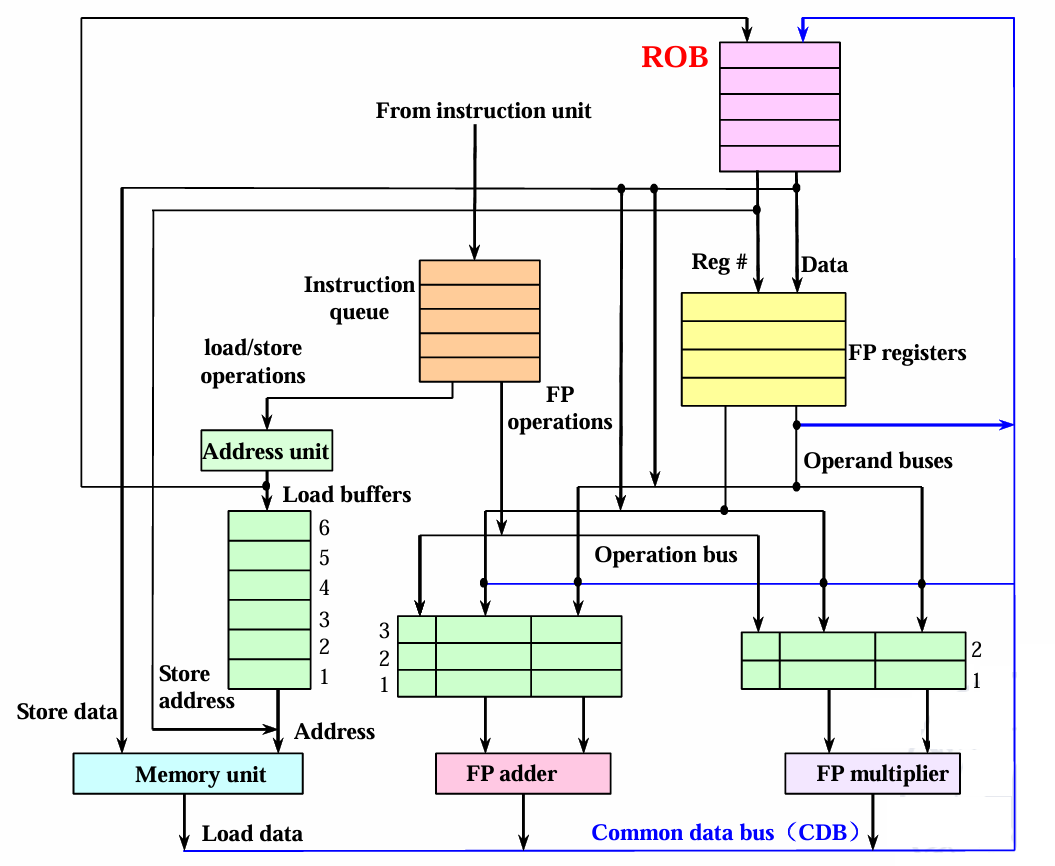 ROB
From instruction unit
Reg #
Data
Instruction
queue
load/store
operations
FP registers
FP
operations
Address unit
Operand buses
Load buffers
6
5
4
3
2
1
Operation bus
3
2
1
2
1
Store
address
Store data
Address
Memory unit
FP adder
FP multiplier
Load data
Common data bus（CDB）